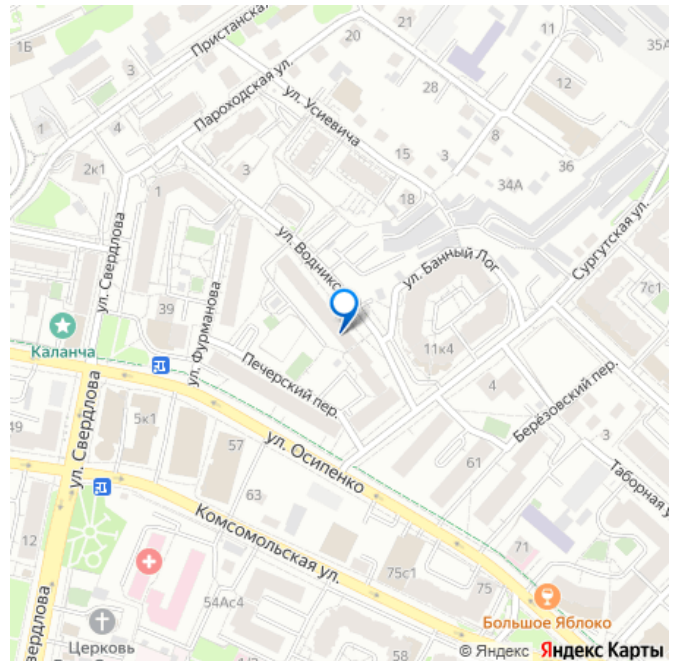 1Б
Пристанская
21
20
11
35А
3
Пароходская ул.
ул. Усиевича
28
12
1
4
15
3
8
2к1
3
18
34А
36
1
ул. Свердлова
ул. Водников
ул. Банный Лог
Сургутская ул.
7с1
39
ул. Фурманова
Каланча
11к4
Печерский пер.
4
Берёзовский пер.
49
ул. Свердлова
5к1
57
ул. Осипенко
61
3
Таборная у
63
12
Комсомольская ул.
71
75с1
75
54Ас4
Большое Яблоко
вердлова
Церковь
58
1/2
© Яндекс Яндекс Карты